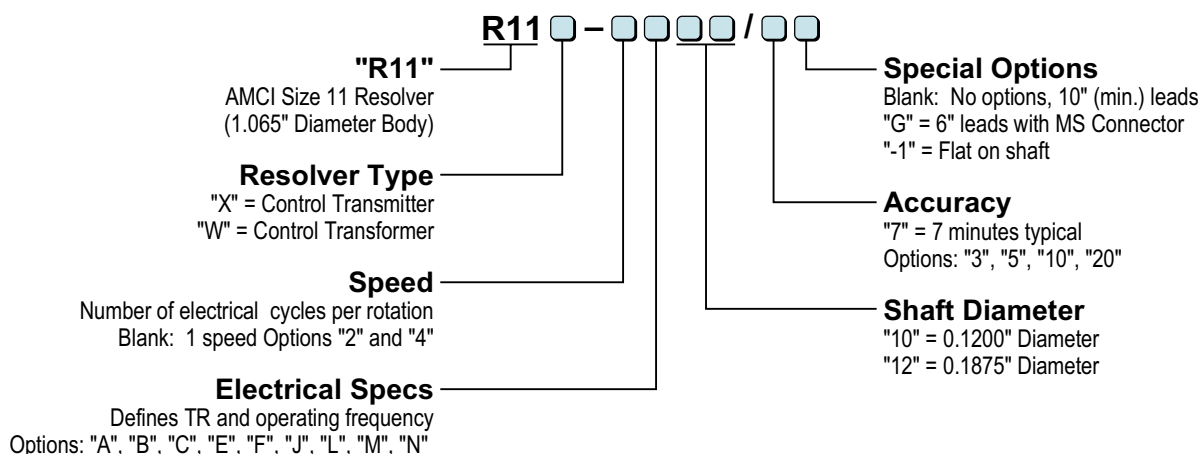 R11 – /
"R11"
AMCI Size 11 Resolver
(1.065" Diameter Body)
Resolver Type
"X" = Control Transmitter
"W" = Control Transformer
Speed
Number of electrical cycles per rotation
Blank: 1 speed Options "2" and "4"
Electrical Specs
Defines TR and operating frequency
Options: "A", "B", "C", "E", "F", "J", "L", "M", "N"
Special Options
Blank: No options, 10" (min.) leads
"G" = 6" leads with MS Connector
"-1" = Flat on shaft
Accuracy
"7" = 7 minutes typical
Options: "3", "5", "10", "20"
Shaft Diameter
"10" = 0.1200" Diameter
"12" = 0.1875" Diameter